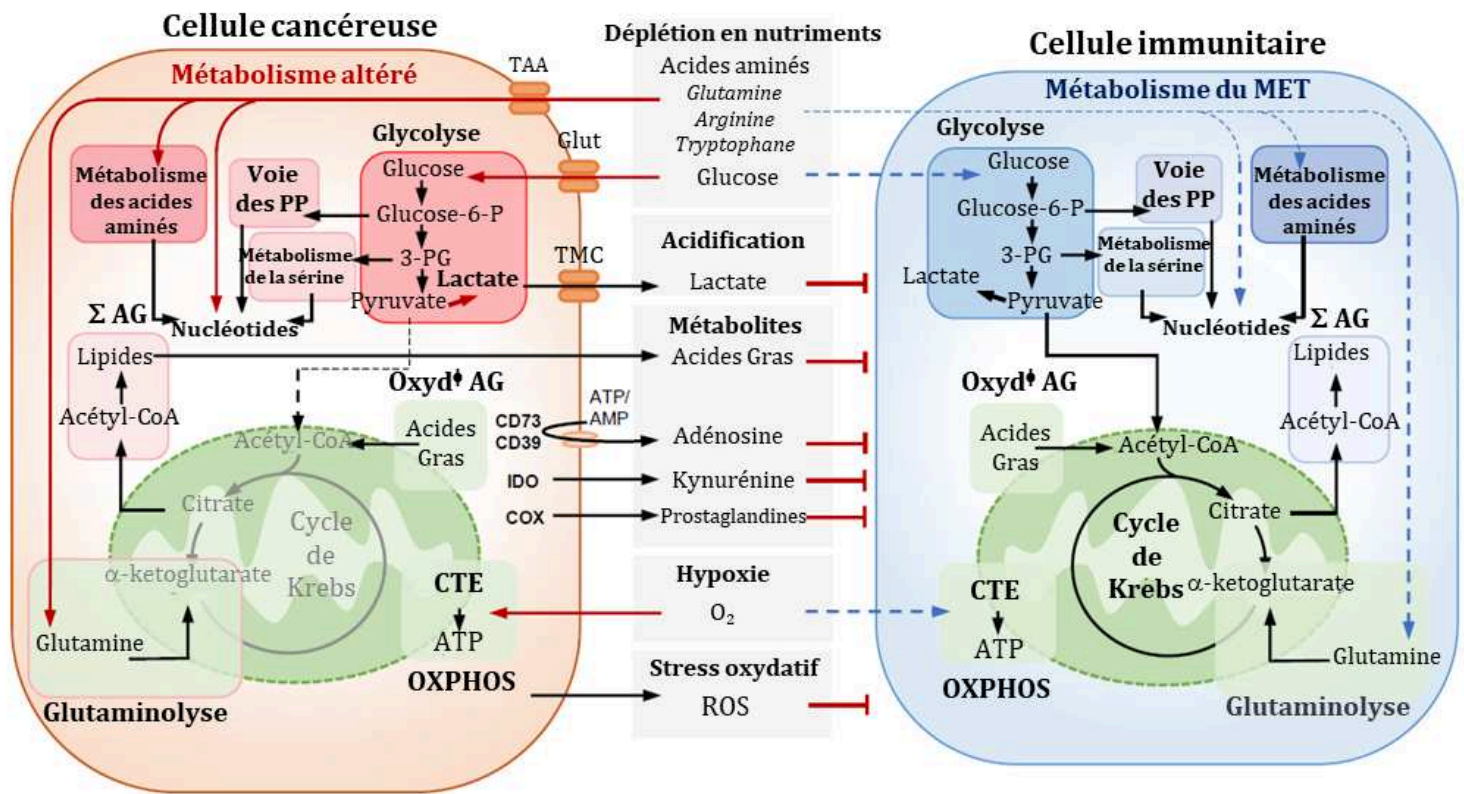 Cellule cancéreuse
Métabolisme altéré
TAA
Glycolyse
Glut
Métabolisme
des acides
aminés
Voie
des PP
Glucose
Glucose-6-P
Métabolisme
de la sérine
3-PG
Lactate
Pyruvate
TMC
Nucléotides
Σ AG
Lipides
Acétyl-CoA
Oxydᶲ AG
Acides
Gras
CD73
CD39
ATP/
AMP
IDO
COX
Acétyl-CoA
Citrate
Cycle
de
Krebs
α-ketoglutarate
Glutamine
Glutaminolyse
CTE
ATP
OXPHOS
Déplétion en nutriments
Acides aminés
Glutamine
Arginine
Tryptophane
Glucose
Acidification
Lactate
Métabolites
Acides Gras
Adénosine
Kynurénine
Prostaglandines
Hypoxie
O₂
Stress oxydatif
ROS
Cellule immunitaire
Métabolisme du MET
Glycolyse
Glucose
Glucose-6-P
3-PG
Lactate
Pyruvate
Voie
des PP
Métabolisme
de la sérine
Métabolisme
des acides
aminés
Nucléotides
Σ AG
Lipides
Acétyl-CoA
Oxydᶲ AG
Acides
Gras
Acétyl-CoA
Citrate
Cycle
de
Krebs
α-ketoglutarate
CTE
ATP
OXPHOS
Glutamine
Glutaminolyse